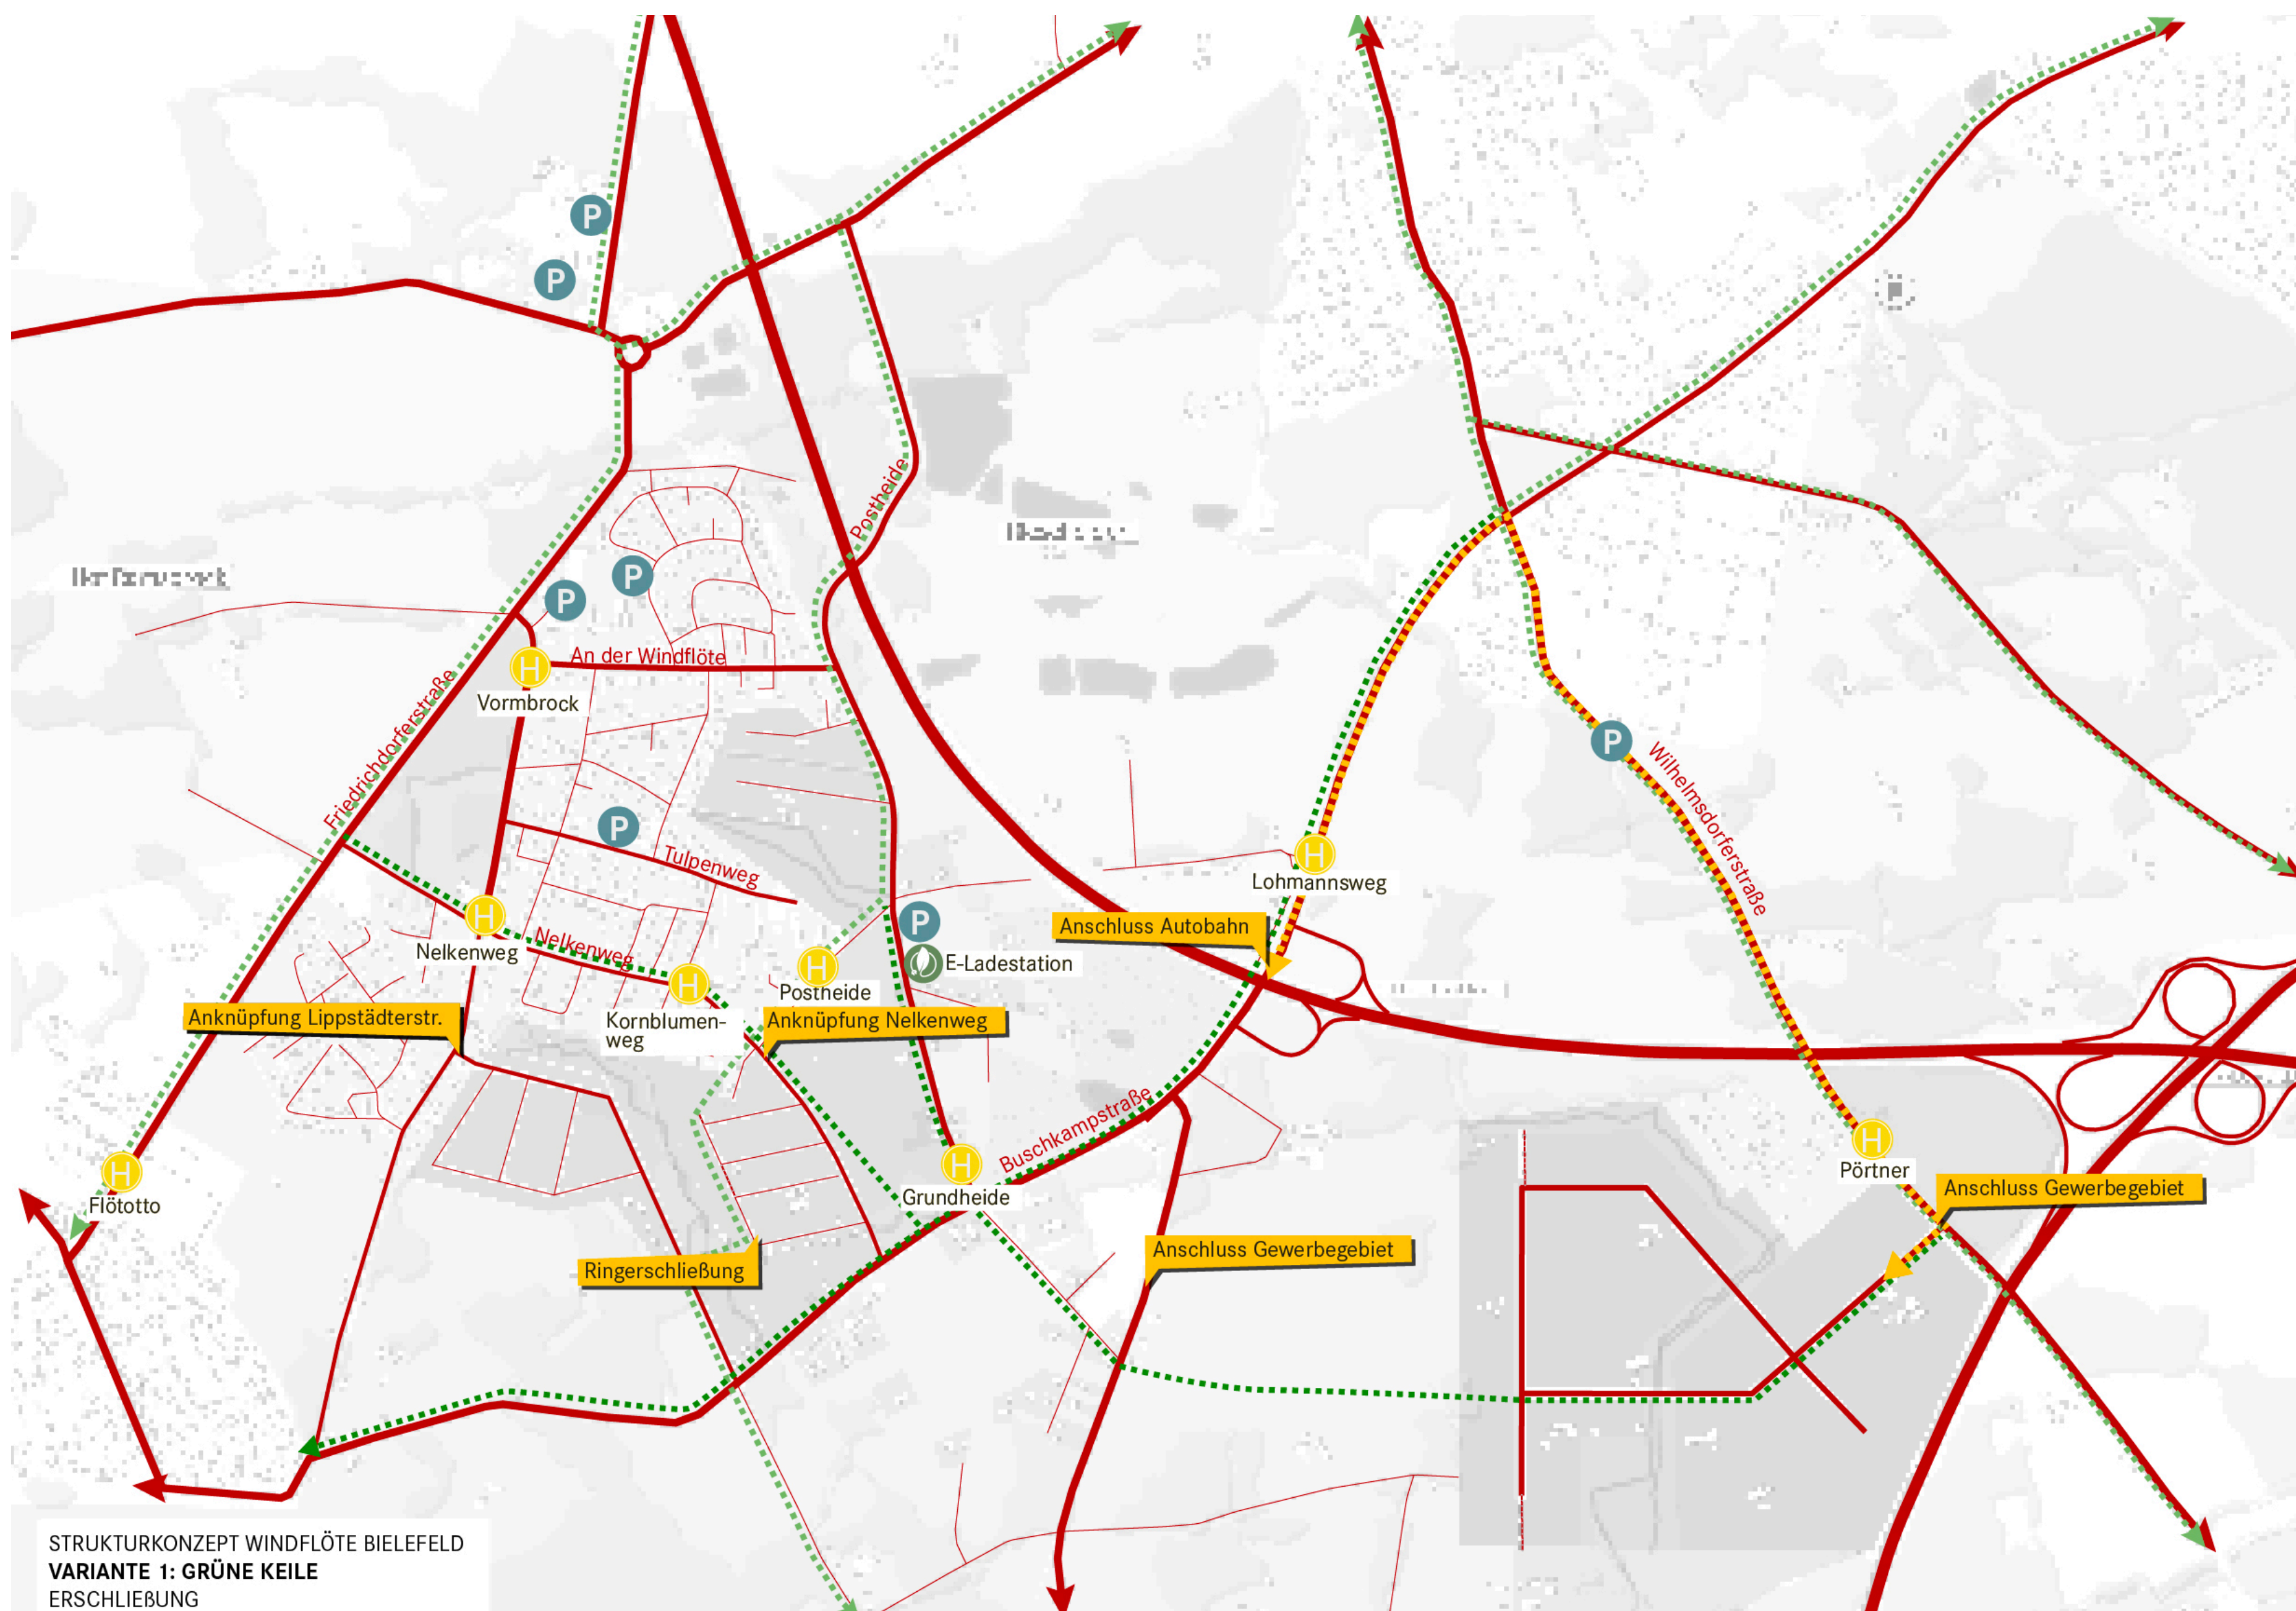 P
P
Postheide
P
P
An der Windflöte
H
Vormbrock
Friedrichdorferstraße
P
Wilhelmsdorferstraße
P
Tulpenweg
H
Lohmannsweg
H
Nelkenweg
Nelkenweg
P
Anschluss Autobahn
E-Ladestation
H
Postheide
H
Kornblumen-
weg
Anknüpfung Lippstädterstr.
Anknüpfung Nelkenweg
Buschkampstraße
H
Flötotto
H
Grundheide
H
Pörtner
Anschluss Gewerbegebiet
Anschluss Gewerbegebiet
Ringerschließung
STRUKTURKONZEPT WINDFLÖTE BIELEFELD
VARIANTE 1: GRÜNE KEILE
ERSCHLIEßUNG